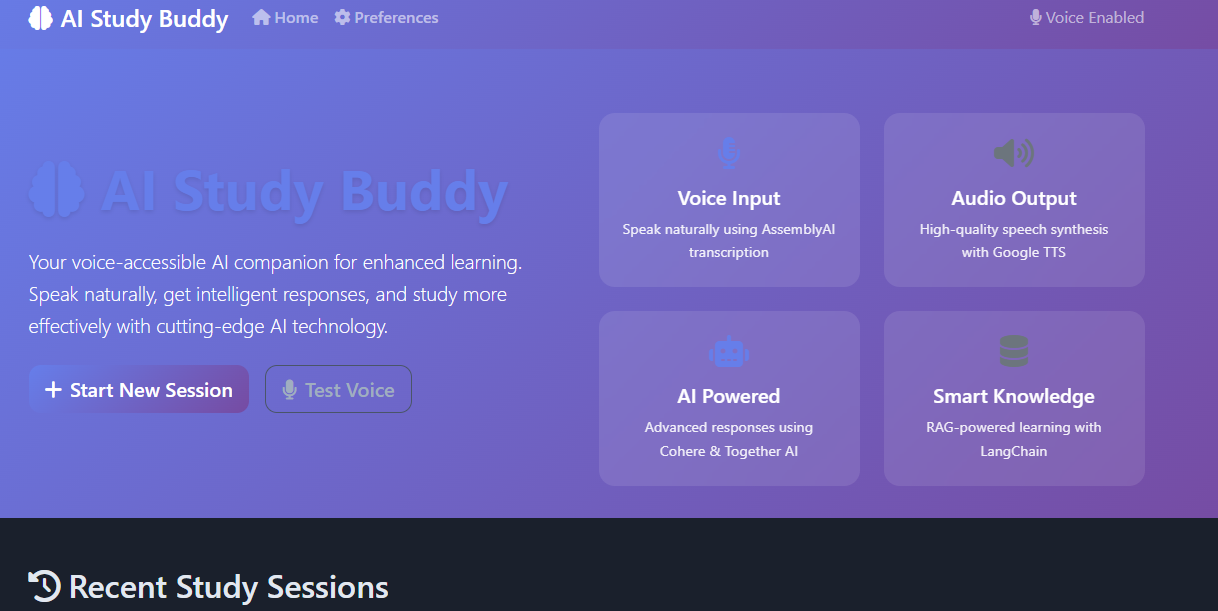 AI Study Buddy
Home
Preferences
Voice Enabled
AI Study Buddy
Your voice-accessible AI companion for enhanced learning.
Speak naturally, get intelligent responses, and study more
effectively with cutting-edge AI technology.
Start New Session
Test Voice
Voice Input
Speak naturally using AssemblyAI
transcription
Audio Output
High-quality speech synthesis
with Google TTS
AI Powered
Advanced responses using
Cohere & Together AI
Smart Knowledge
RAG-powered learning with
LangChain
Recent Study Sessions